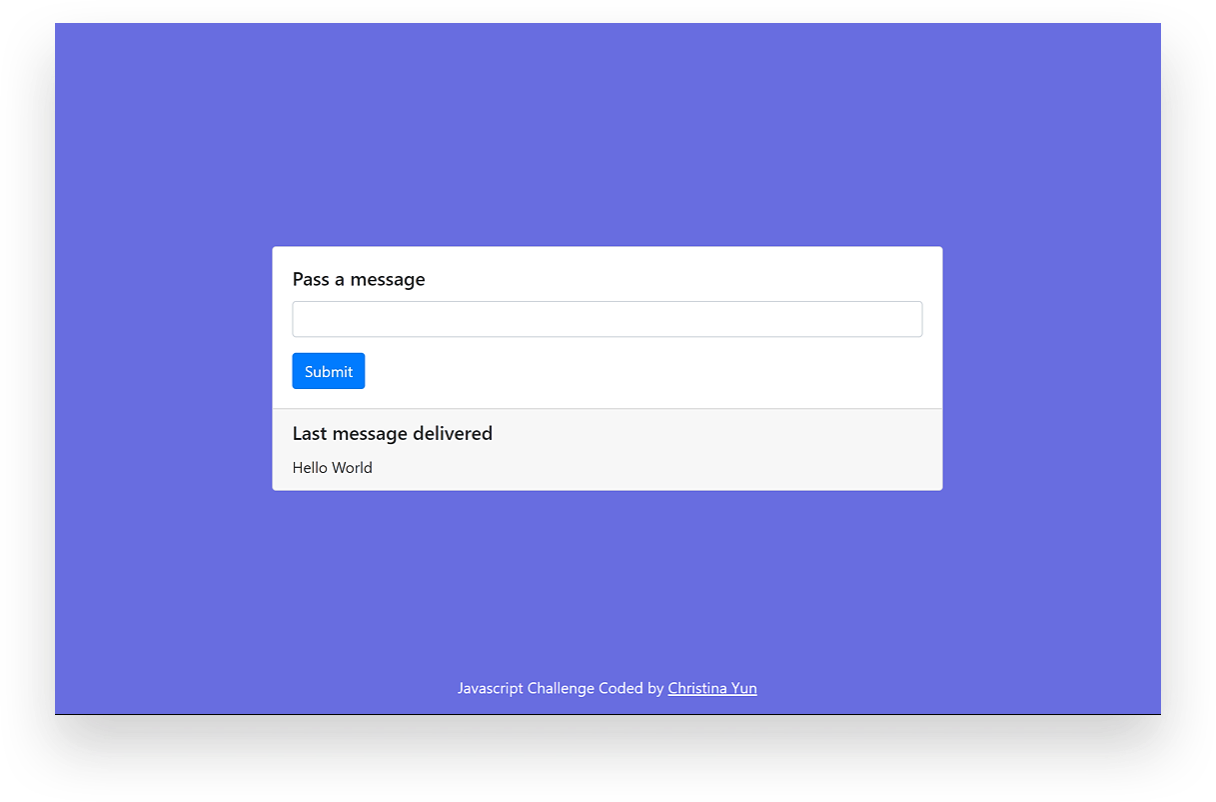 Pass a message
Submit
Last message delivered
Hello World
Javascript Challenge Coded by Christina Yun